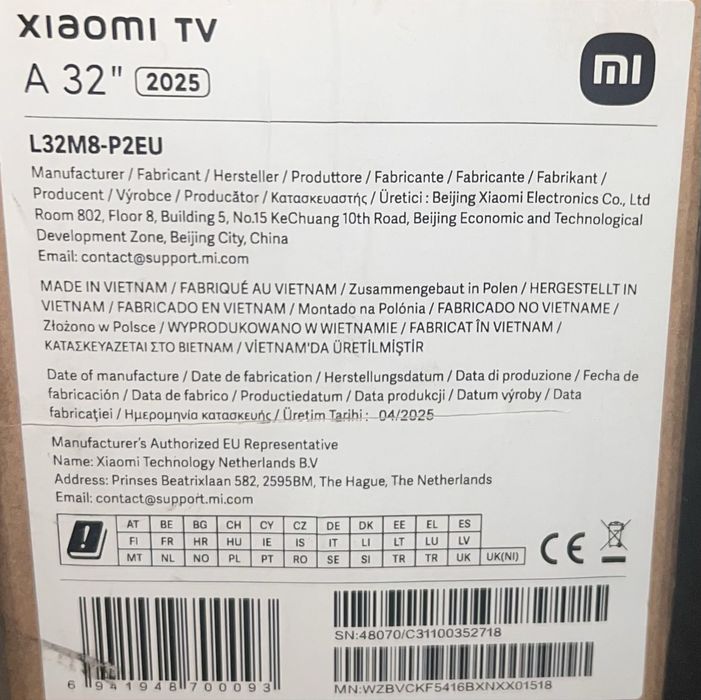 XIAOMI TV
A 32" 2025
mi
L32M8-P2EU
Manufacturer / Fabricant / Hersteller / Produttore / Fabricante / Fabricante / Fabrikant /
Producent / Výrobce / Producător / Κατασκευαστής / Üretici : Beijing Xiaomi Electronics Co., Ltd
Room 802, Floor 8, Building 5, No.15 KeChuang 10th Road, Beijing Economic and Technological
Development Zone, Beijing City, China
Email: contact@support.mi.com
MADE IN VIETNAM / FABRIQUÉ AU VIETNAM / Zusammengebaut in Polen / HERGESTELLT IN
VIETNAM / FABRICADO EN VIETNAM / Montado na Polónia / FABRICADO NO VIETNAME /
Złożono w Polsce / WYPRODUKOWANO W WIETNAMIE / FABRICAT ÎN VIETNAM /
ΚΑΤΑΣΚΕΥΑΖΕΤΑΙ ΣΤΟ ΒΙΕΤΝΑΜ / VİETNAM'DA ÜRETİLMİŞTİR
Date of manufacture / Date de fabrication / Herstellungsdatum / Data di produzione / Fecha de
fabricación / Data de fabrico / Productiedatum / Data produkcji / Datum výroby / Data
fabricației / Ημερομηνία κατασκευής / Üretim Tarihi : 04/2025
Manufacturer's Authorized EU Representative
Name: Xiaomi Technology Netherlands B.V
Address: Prinses Beatrixlaan 582, 2595BM, The Hague, The Netherlands
Email: contact@support.mi.com
AT BE BG CH CY CZ DE DK EE EL ES
FI FR HR HU IE IS IT LI LT LU LV
MT NL NO PL PT RO SE SI TR TR UK UK(NI)
CE
SN:48070/C31100352718
6 941948 700093
MN:WZBVCKF5416BXNXX01518